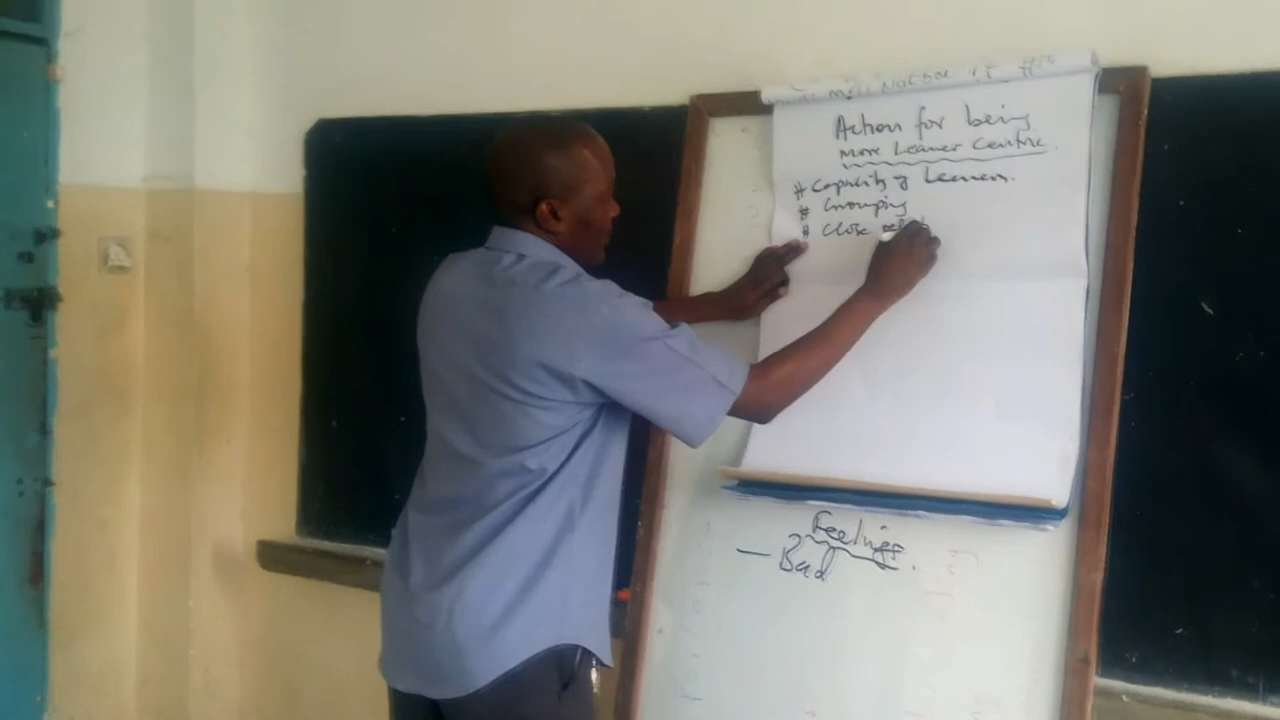 Action for being
more Learner Centre.
# Capacity of Learners.
# Grouping
# Close
Feelings.
— Bad